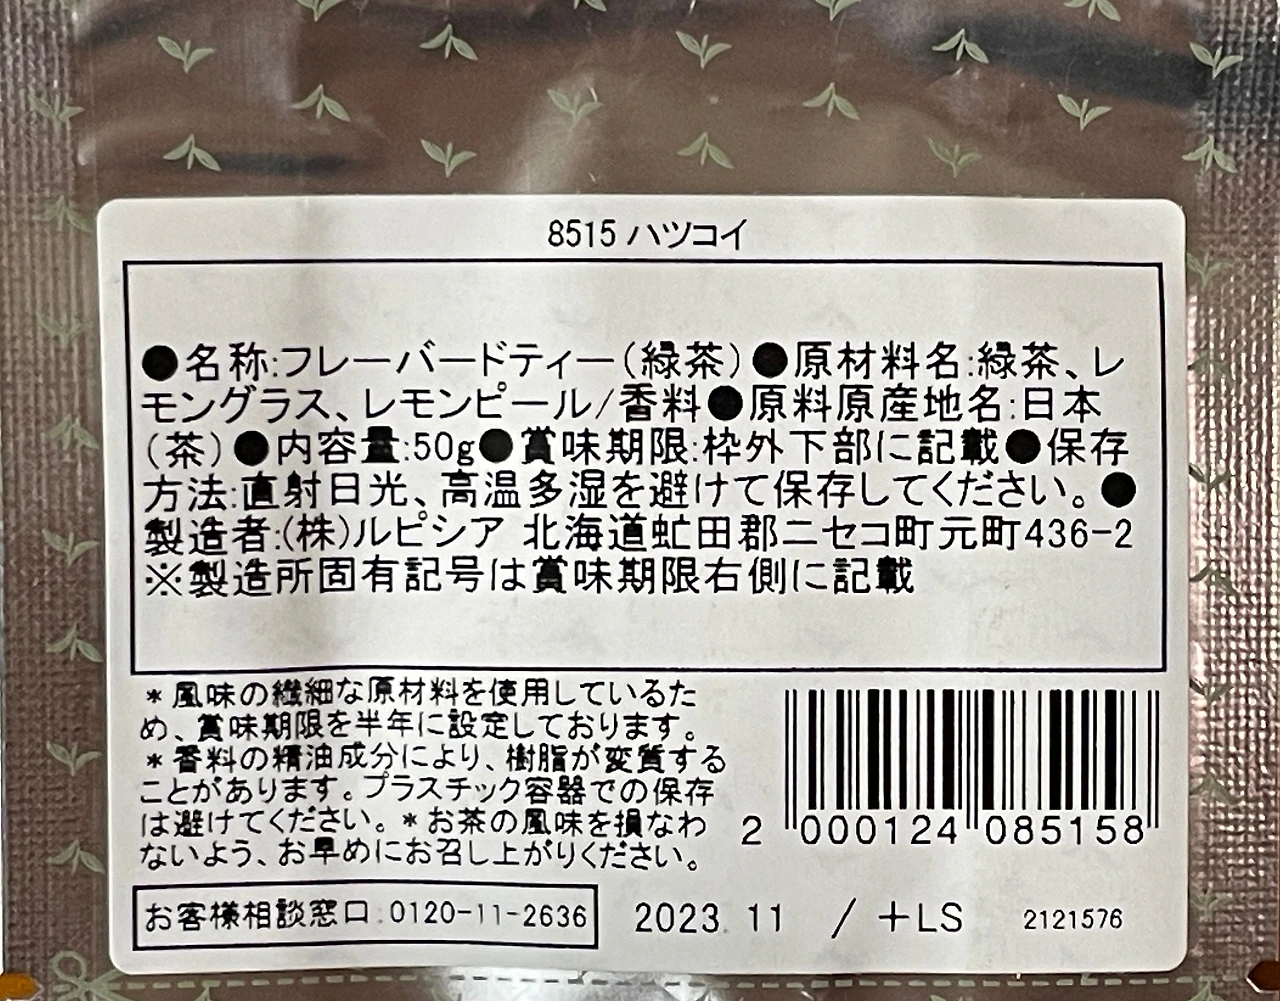 8515 ハツコイ
●名称:フレーバードティー(緑茶)●原材料名:緑茶、レ
モングラス、レモンピール/香料●原料原産地名:日本
(茶)●内容量:50g●賞味期限:枠外下部に記載●保存
方法:直射日光、高温多湿を避けて保存してください。●
製造者:(株)ルピシア 北海道虻田郡ニセコ町元町436-2
※製造所固有記号は賞味期限右側に記載
＊風味の繊細な原材料を使用しているた
め、賞味期限を半年に設定しております。
＊香料の精油成分により、樹脂が変質する
ことがあります。プラスチック容器での保存
は避けてください。＊お茶の風味を損なわ
ないよう、お早めにお召し上がりください。
2 000124 085158
お客様相談窓口:0120-11-2636
2023.11 / +LS 2121576